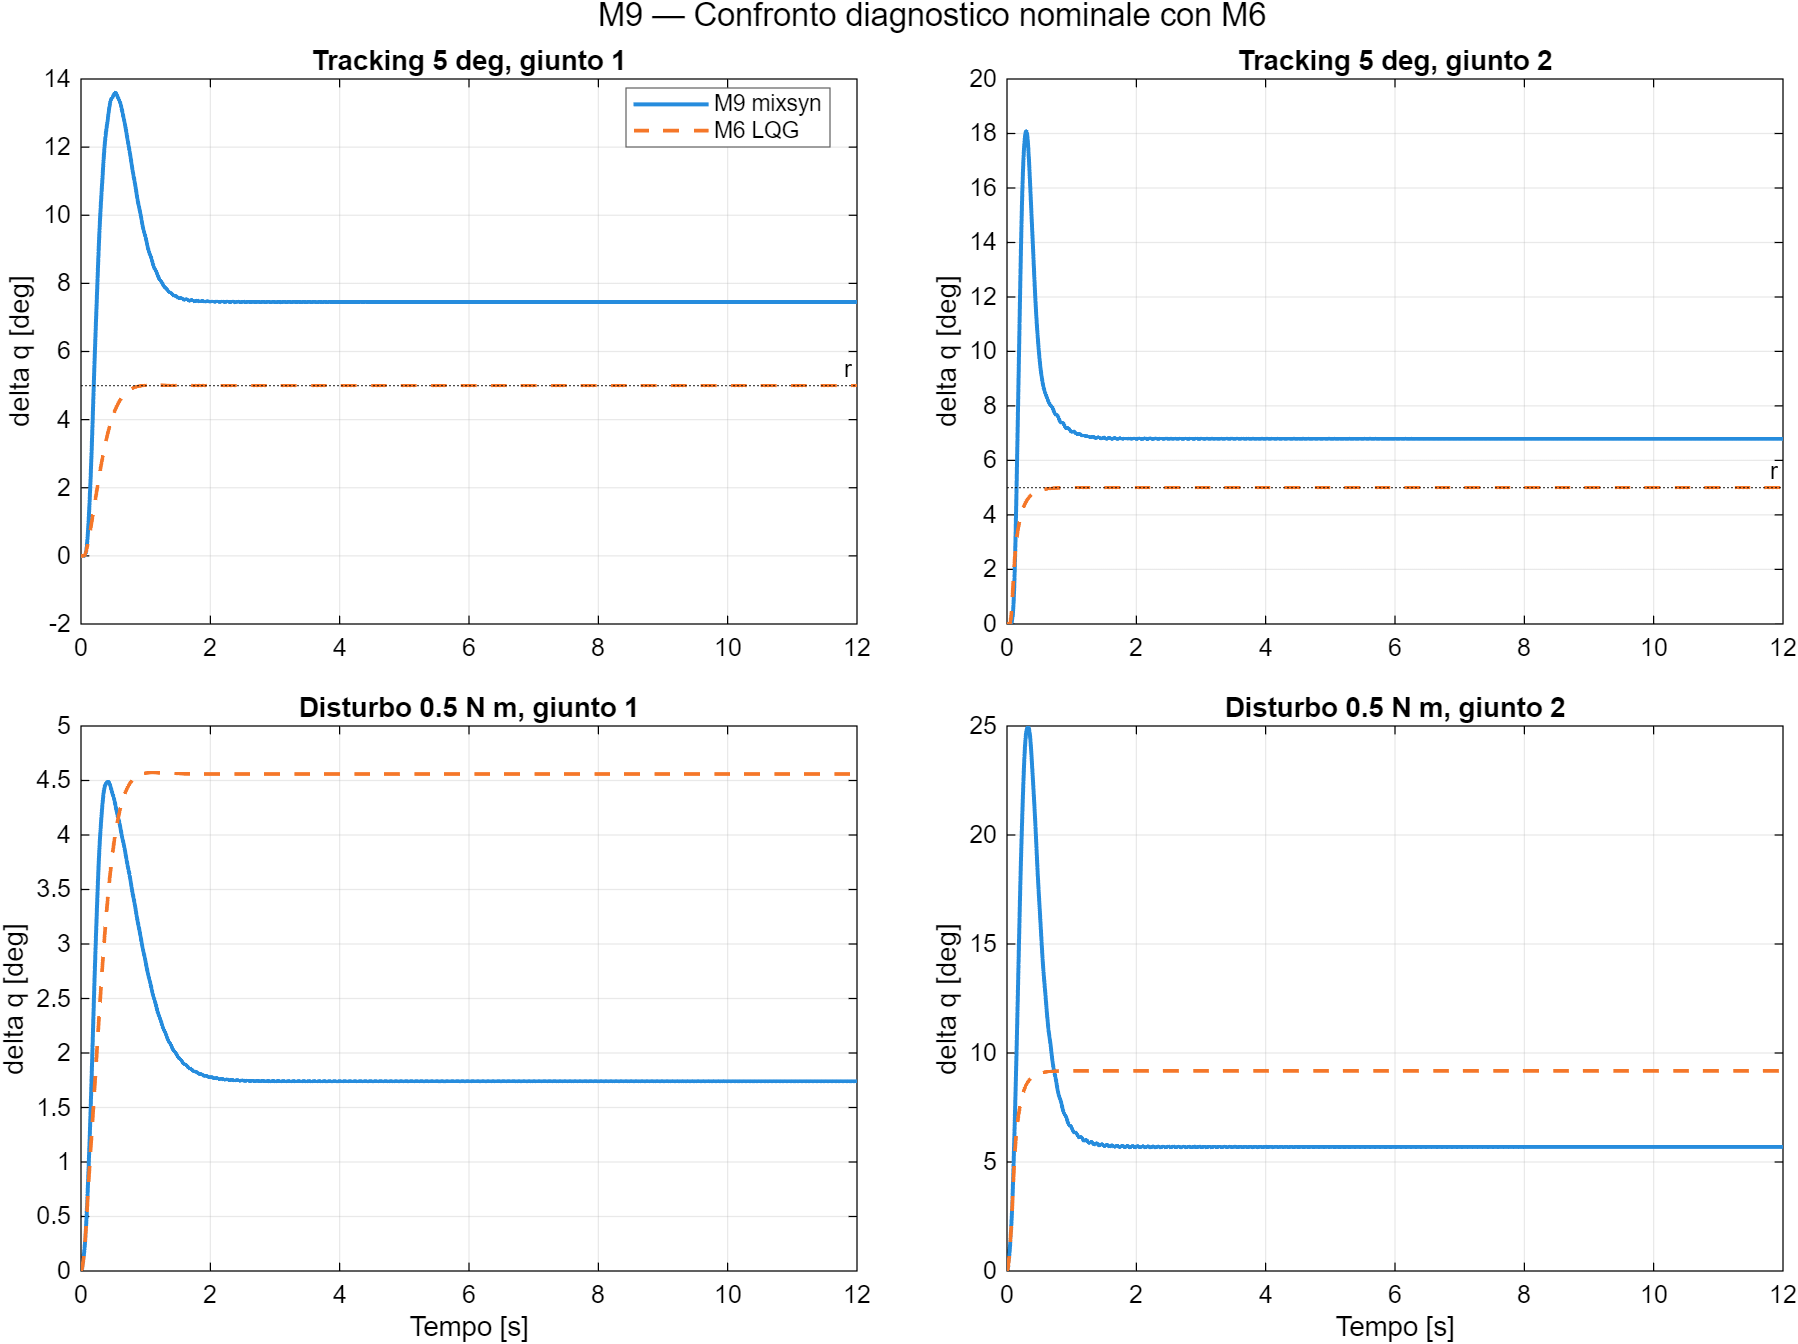 M9 — Confronto diagnostico nominale con M6
Tracking 5 deg, giunto 1
14
12
10
8
6
4
2
0
-2
delta q [deg]
M9 mixsyn
M6 LQG
r
0 2 4 6 8 10 12
Tracking 5 deg, giunto 2
20
18
16
14
12
10
8
6
4
2
0
delta q [deg]
r
0 2 4 6 8 10 12
Disturbo 0.5 N m, giunto 1
5
4.5
4
3.5
3
2.5
2
1.5
1
0.5
0
delta q [deg]
0 2 4 6 8 10 12
Tempo [s]
Disturbo 0.5 N m, giunto 2
25
20
15
10
5
0
delta q [deg]
0 2 4 6 8 10 12
Tempo [s]